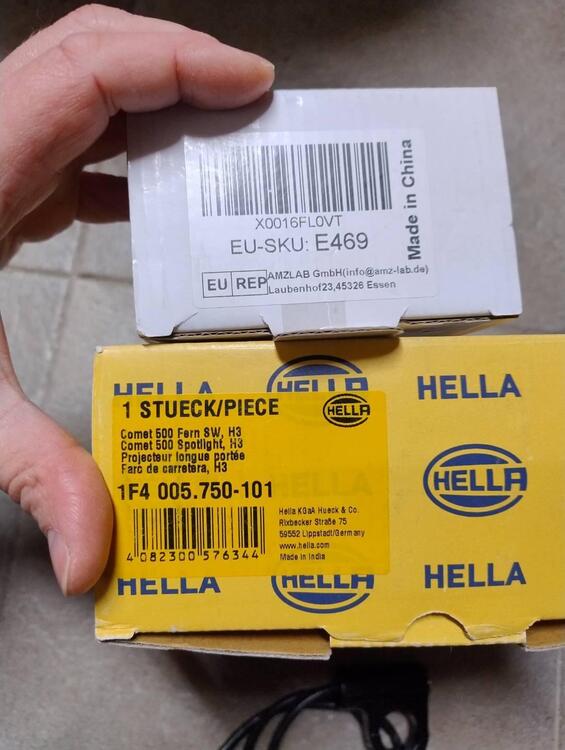 X0016FL0VT
EU-SKU: E469
Made in China
EU REP
AMZLAB GmbH(info@amz-lab.de)
Laubenhof23,45326 Essen
HELLA
HELLA
HELLA
1 STUECK/PIECE
HELLA
Comet 500 Fern SW, H3
Comet 500 Spotlight, H3
Projecteur longue portée
Farc de carretera, H3
1F4 005.750-101
HELLA
4 082300 576344
Hella KGaA Hueck & Co.
Rixbecker Straße 75
59552 Lippstadt/Germany
www.hella.com
Made in India
HELLA
HELLA
HELLA